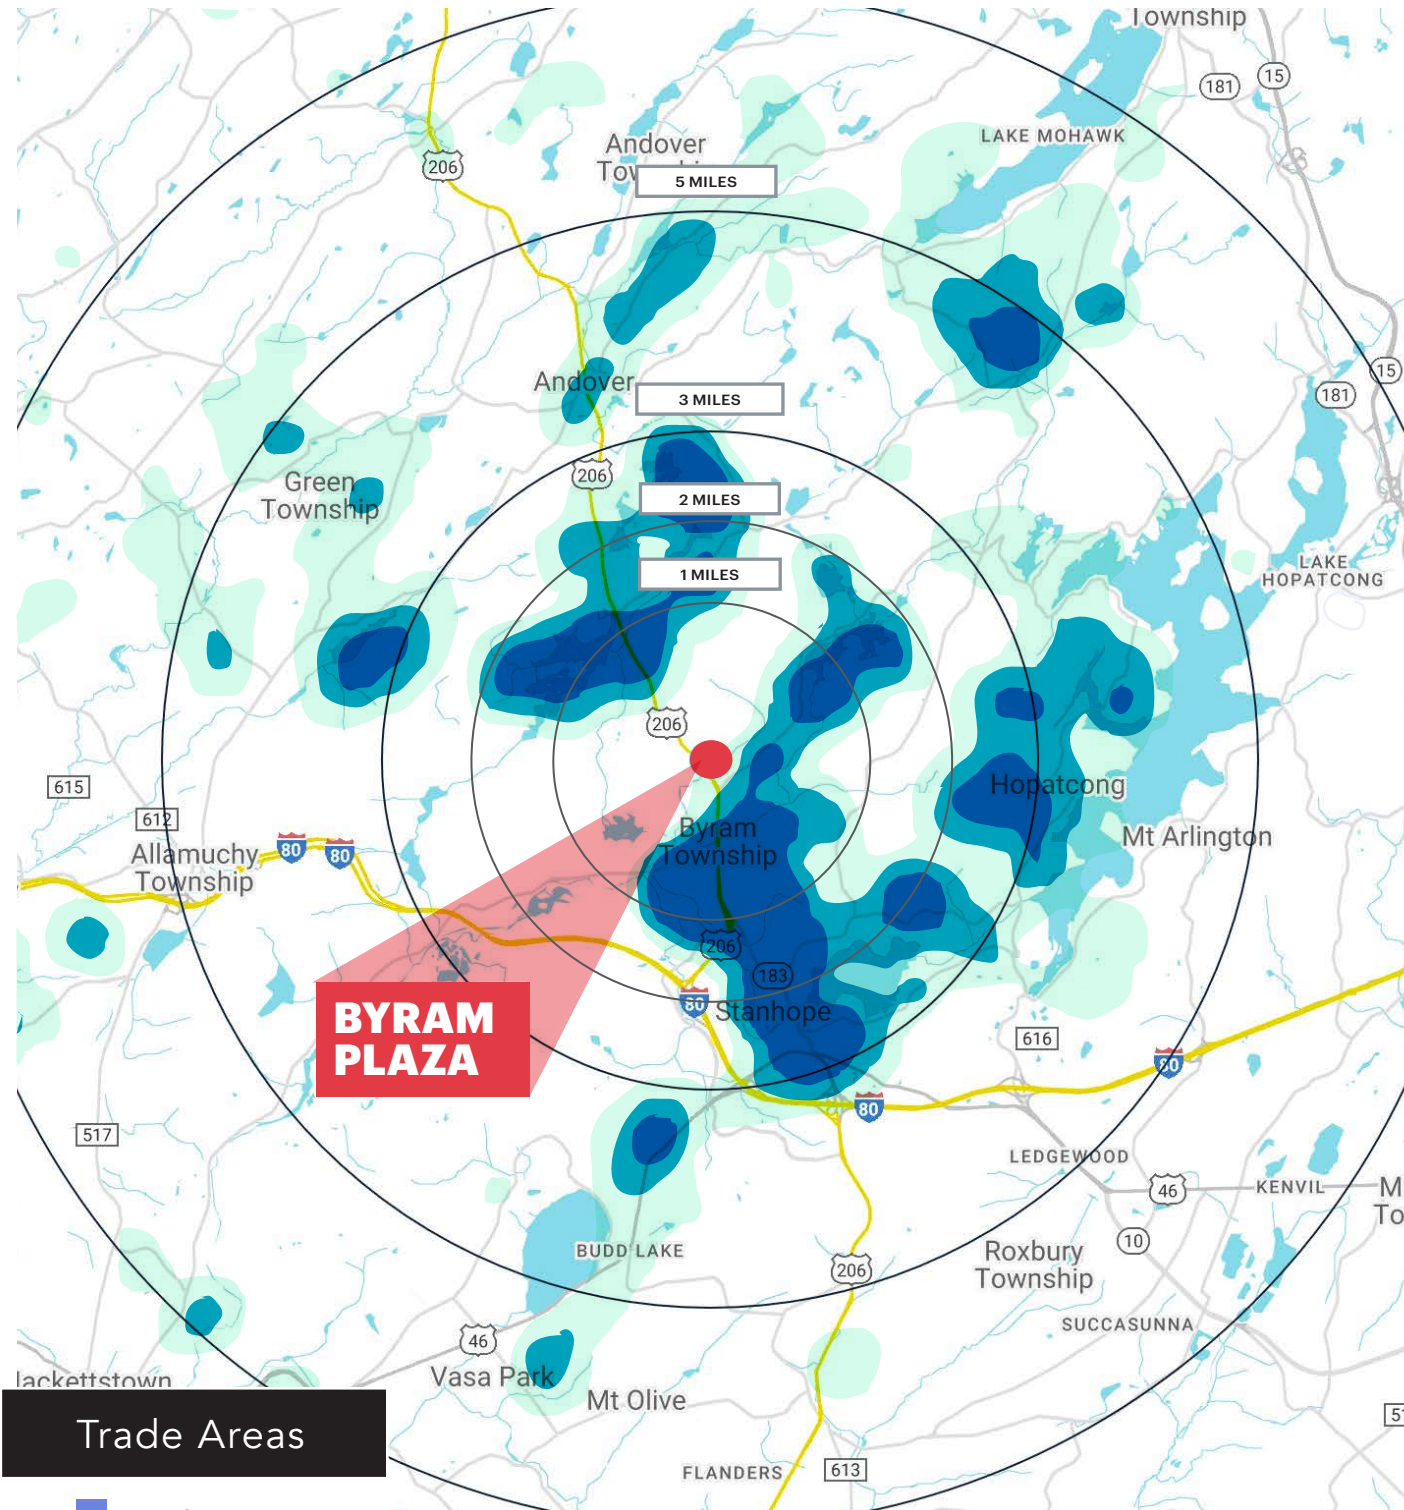 Township
181
15
LAKE MOHAWK
Andover
206
5 MILES
15
Andover
3 MILES
181
206
Green
Township
2 MILES
1 MILES
LAKE
HOPATCONG
206
615
Hopatcong
612
Byram
Township
Mt Arlington
80
80
Allamuchy
Township
206
183
80
Stanhope
BYRAM
PLAZA
616
80
80
517
LEDGEWOOD
46
KENVIL
M
To
10
BUDD LAKE
Roxbury
Township
206
SUCCASUNNA
46
Vasa Park
Mt Olive
Trade Areas
FLANDERS
613